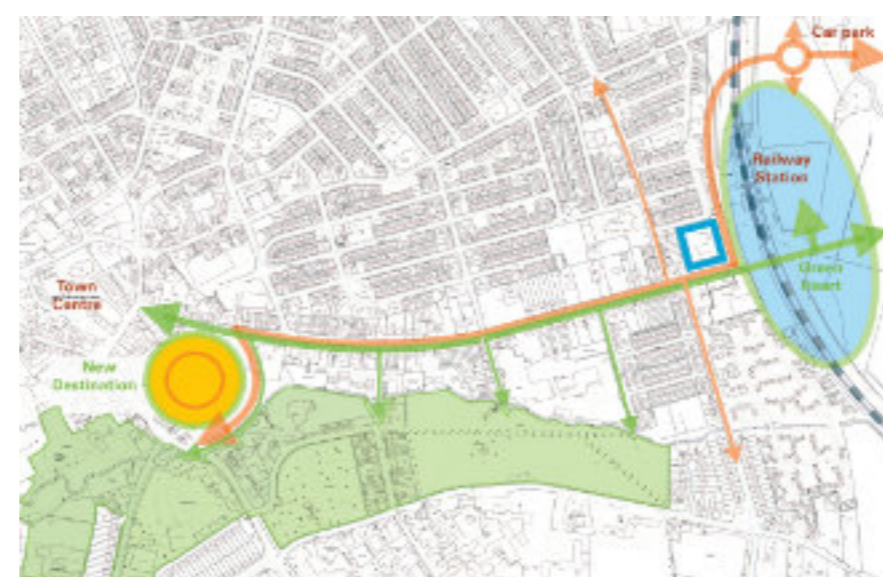 Car park
Railway
Station
Green
Heart
Town
Centre
New
Destination